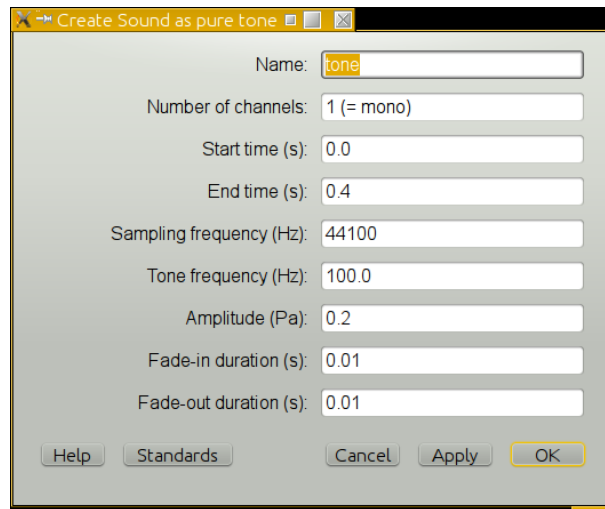 Create Sound as pure tone
Name: tone
Number of channels: 1 (= mono)
Start time (s): 0.0
End time (s): 0.4
Sampling frequency (Hz): 44100
Tone frequency (Hz): 100.0
Amplitude (Pa): 0.2
Fade-in duration (s): 0.01
Fade-out duration (s): 0.01
Help Standards Cancel Apply OK